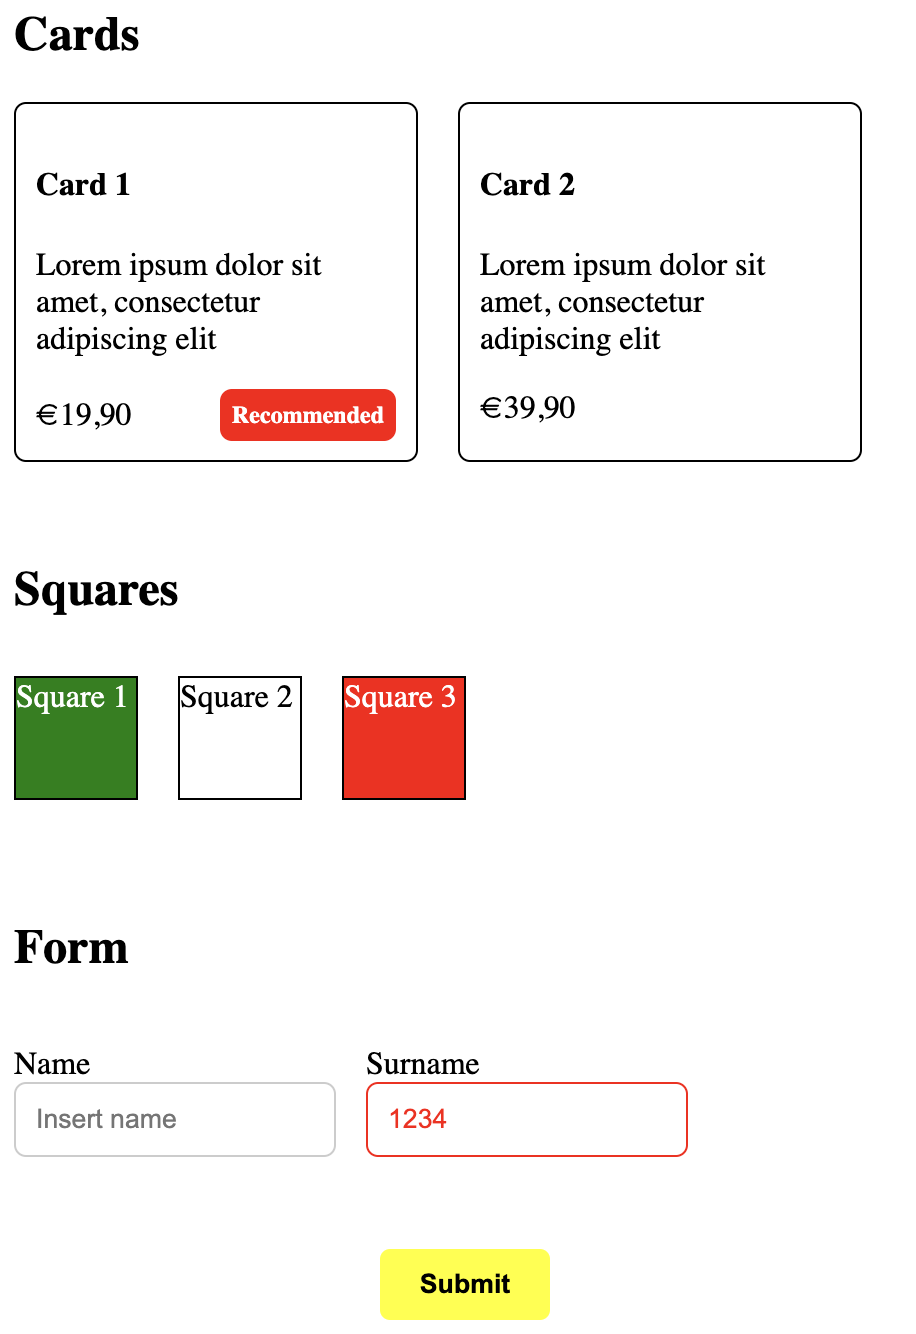 Cards
Card 1
Lorem ipsum dolor sit
amet, consectetur
adipiscing elit
€19,90
Recommended
Card 2
Lorem ipsum dolor sit
amet, consectetur
adipiscing elit
€39,90
Squares
Square 1
Square 2
Square 3
Form
Name
Insert name
Surname
1234
Submit